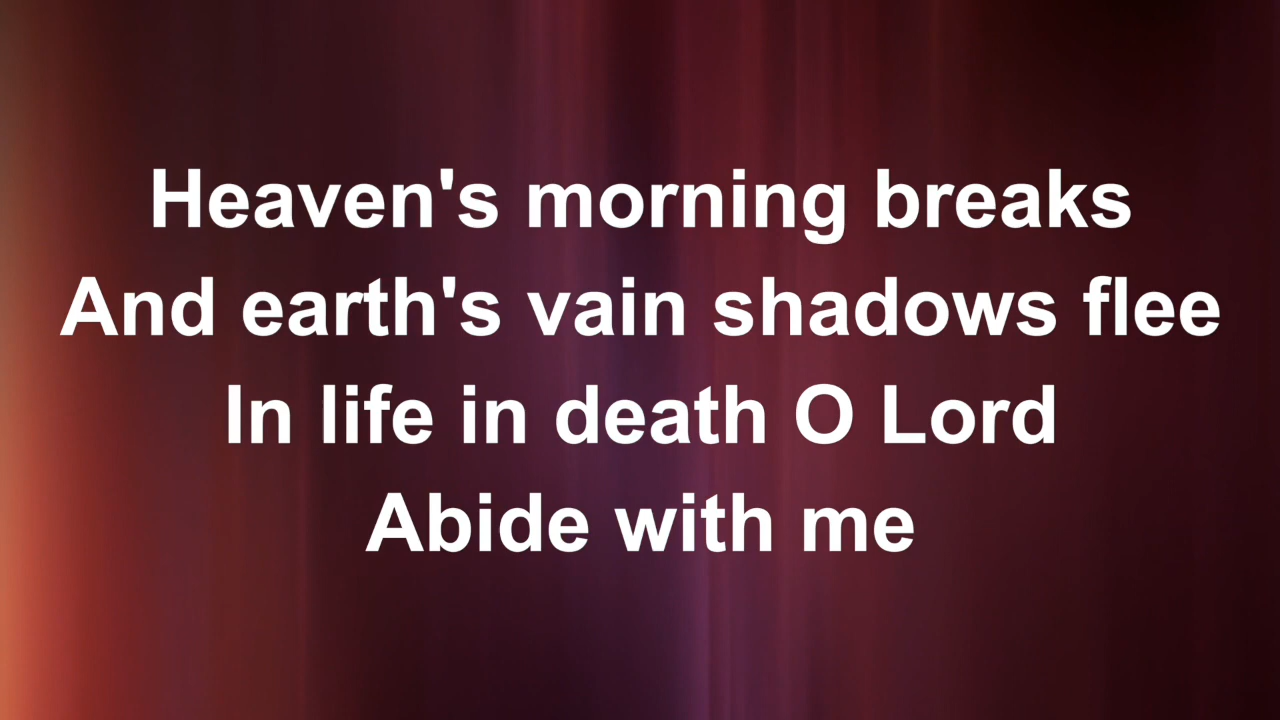 Heaven's morning breaks
And earth's vain shadows flee
In life in death O Lord
Abide with me